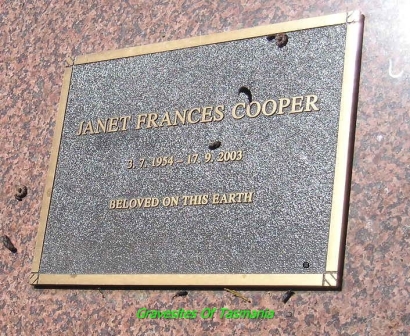 JANET FRANCES COOPER
3. 7. 1954 – 17. 9. 2003
BELOVED ON THIS EARTH
Gravesites Of Tasmania